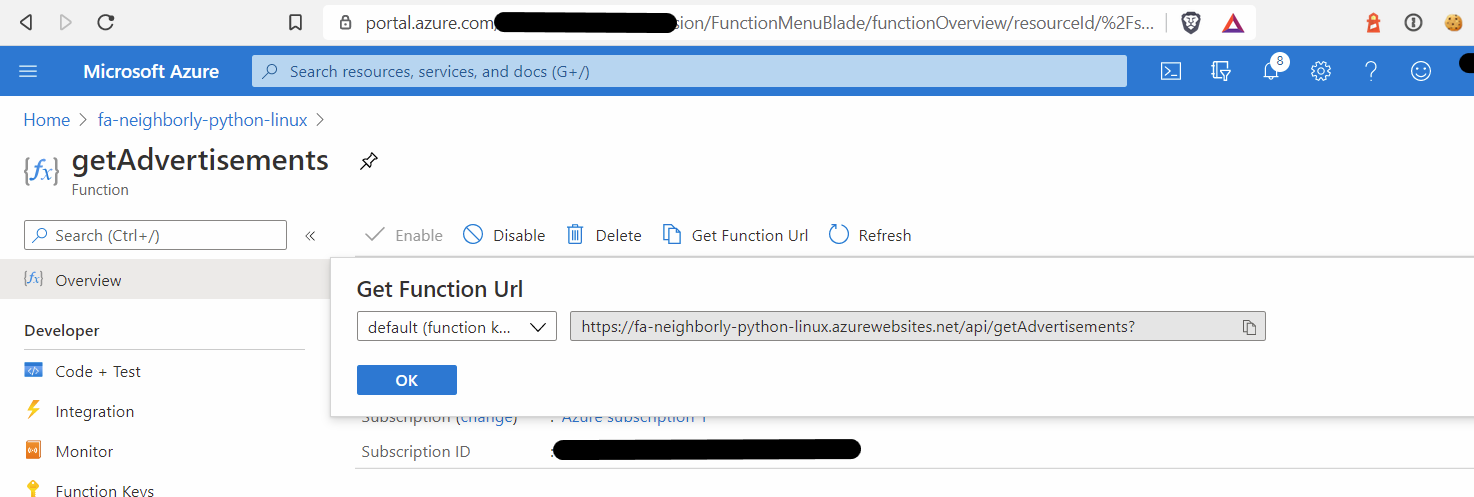 portal.azure.com/ sion/FunctionMenuBlade/functionOverview/resourceId/%2Fs...
Microsoft Azure
Search resources, services, and docs (G+/)
8
Home > fa-neighborly-python-linux >
{fx} getAdvertisements
Function
Search (Ctrl+/) «
Enable Disable Delete Get Function Url Refresh
{fx} Overview
Get Function Url
default (function k... https://fa-neighborly-python-linux.azurewebsites.net/api/getAdvertisements?
Developer
Code + Test
OK
Integration
Subscription (change) : Azure subscription 1
Monitor
Subscription ID :
Function Keys